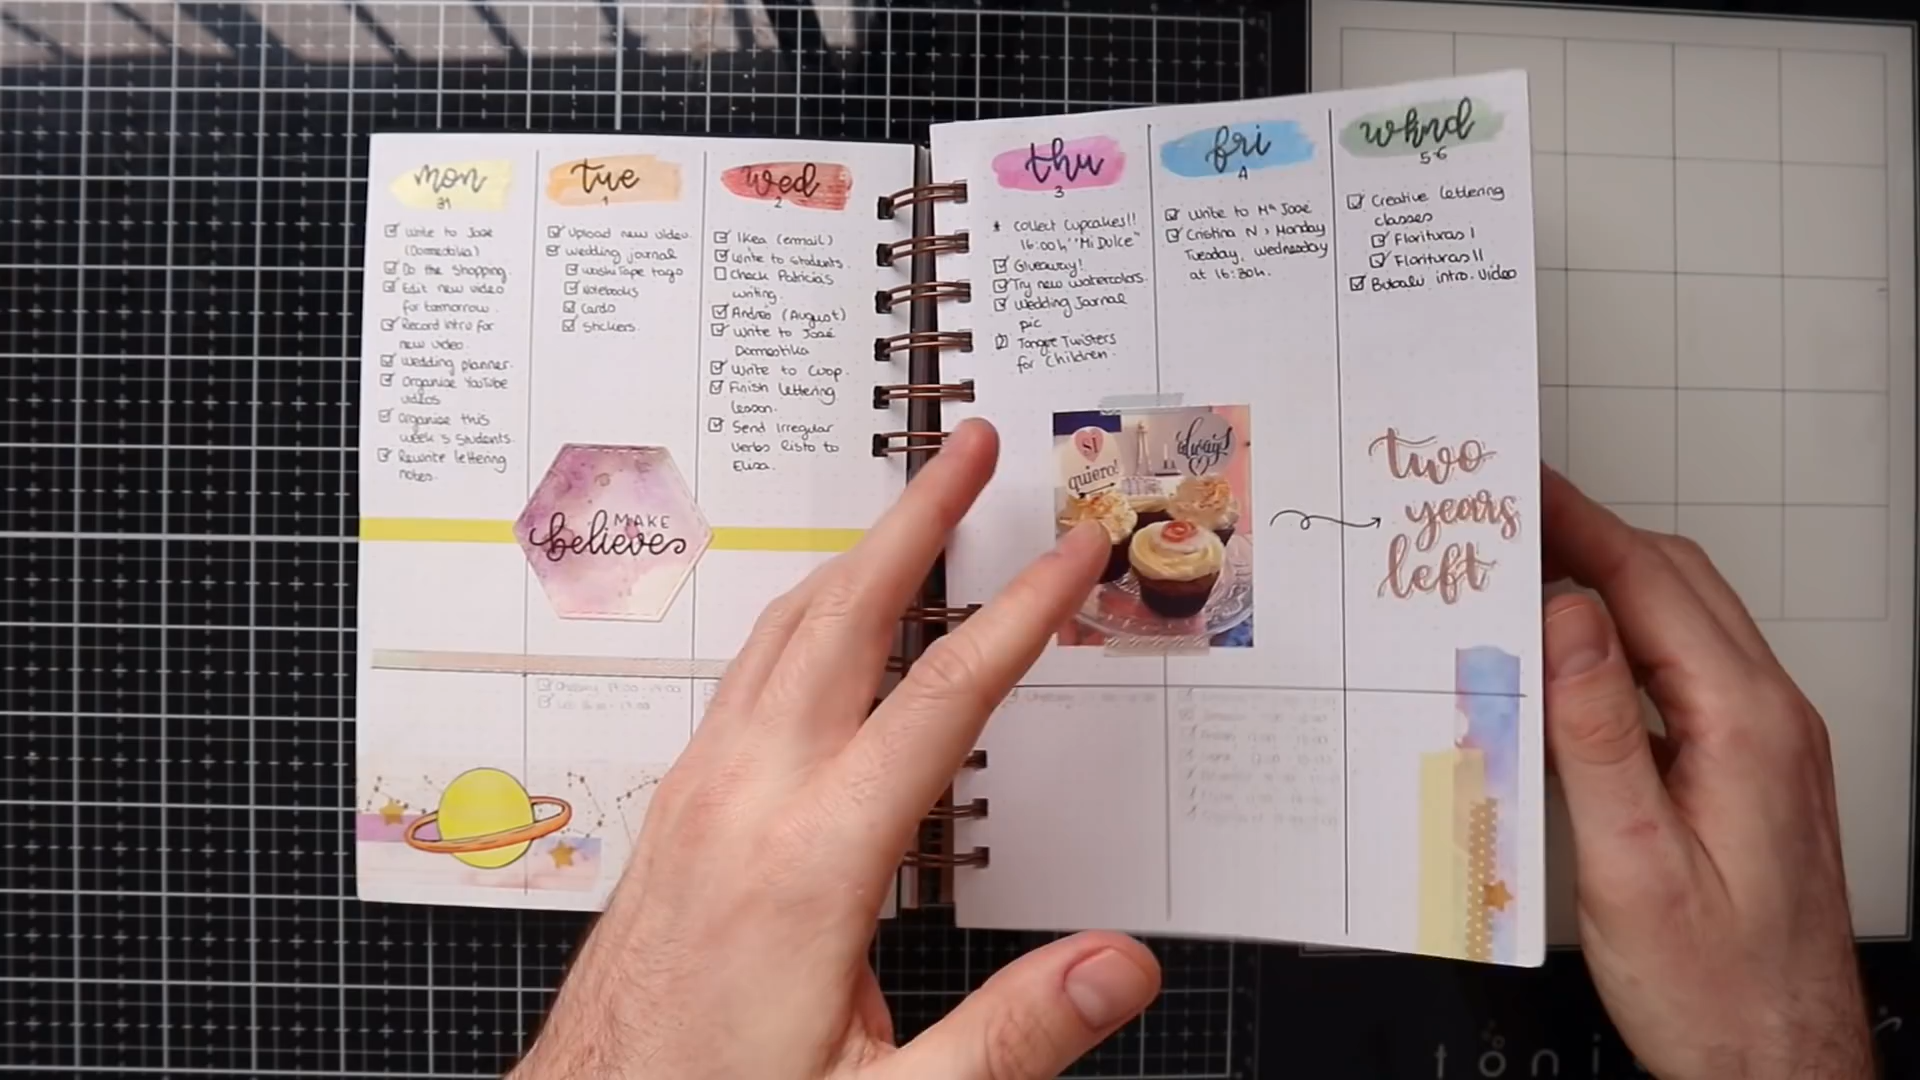 mon
31
Write to José
(Domestika)
Do the Shopping.
Edit new video
for tomorrow.
Record intro for
new video.
Wedding planner.
Organise YouTube
videos
Organise this
week's students.
Rewrite lettering
notes.
tue
1
Upload new video.
Wedding journal
Washi Tape tags
Notebooks
Cards
Stickers.
wed
2
Ikea (email)
Write to students.
Check Patricia's
writing.
Andrés (August)
Write to José
Domestika
Write to Coop.
Finish lettering
lesson.
Send Irregular
Verbs lists to
Elisa.
MAKE
believe
thu
3
* Collect Cupcakes!!
16:00h "Mi Dulce"
Giveaway!
Try new watercolors.
Wedding Journal
pic
Tongue Twisters
for Children.
fri
4
Write to Mª José
Cristina N > Monday
Tuesday, Wednesday
at 16:30h.
wknd
5-6
Creative lettering
classes
Florituras I
Florituras II
intro. Video
SÍ
quiero!
always
two
years
left